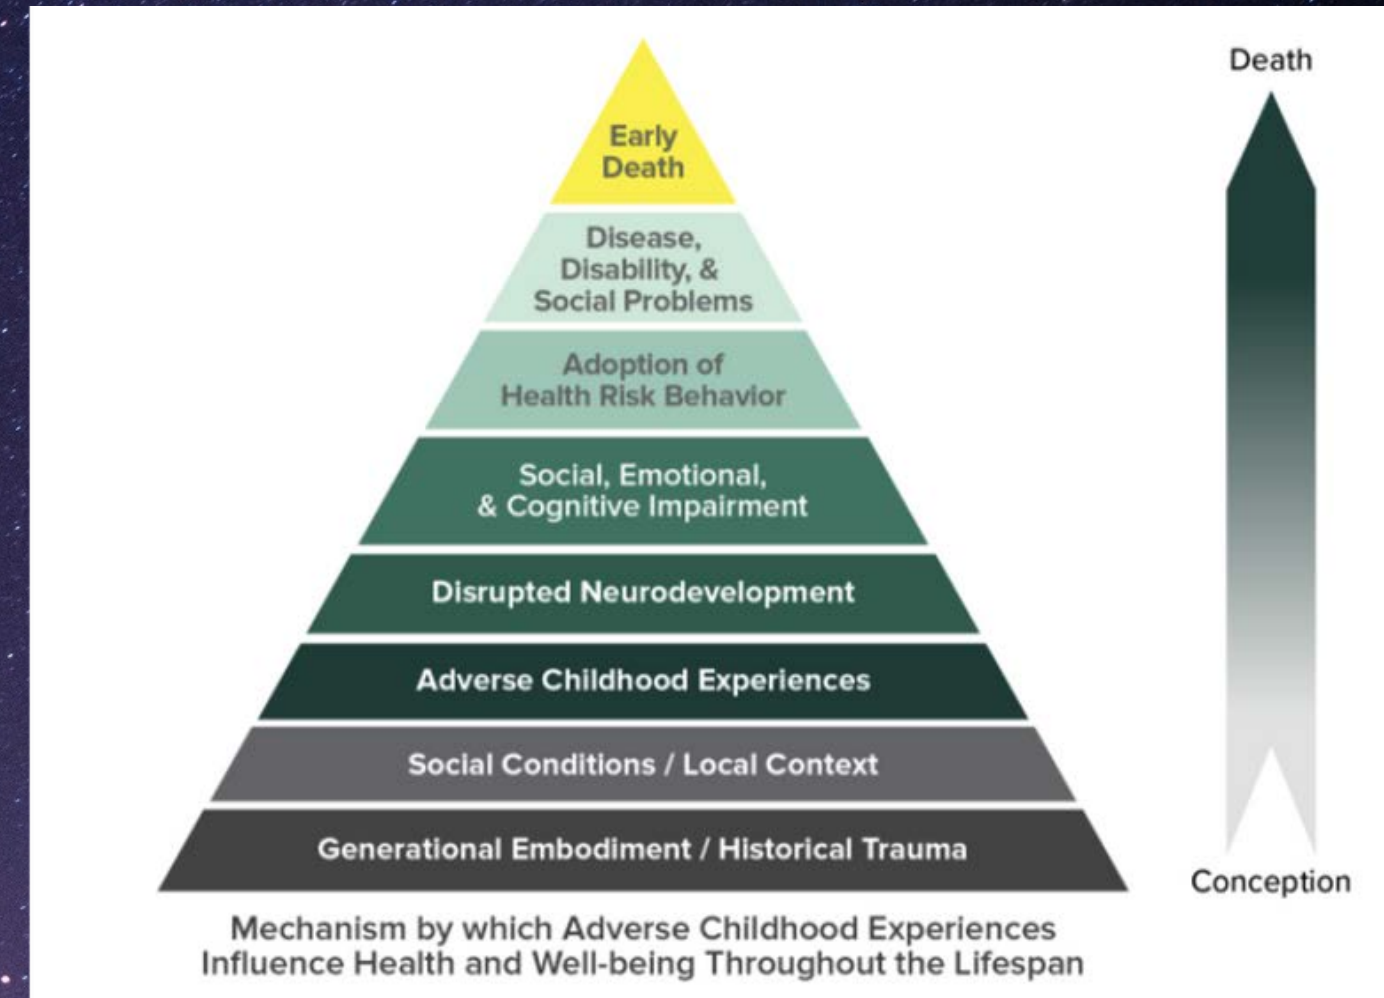 Death
Early
Death
Disease,
Disability, &
Social Problems
Adoption of
Health Risk Behavior
Social, Emotional,
& Cognitive Impairment
Disrupted Neurodevelopment
Adverse Childhood Experiences
Social Conditions / Local Context
Generational Embodiment / Historical Trauma
Conception
Mechanism by which Adverse Childhood Experiences
Influence Health and Well-being Throughout the Lifespan